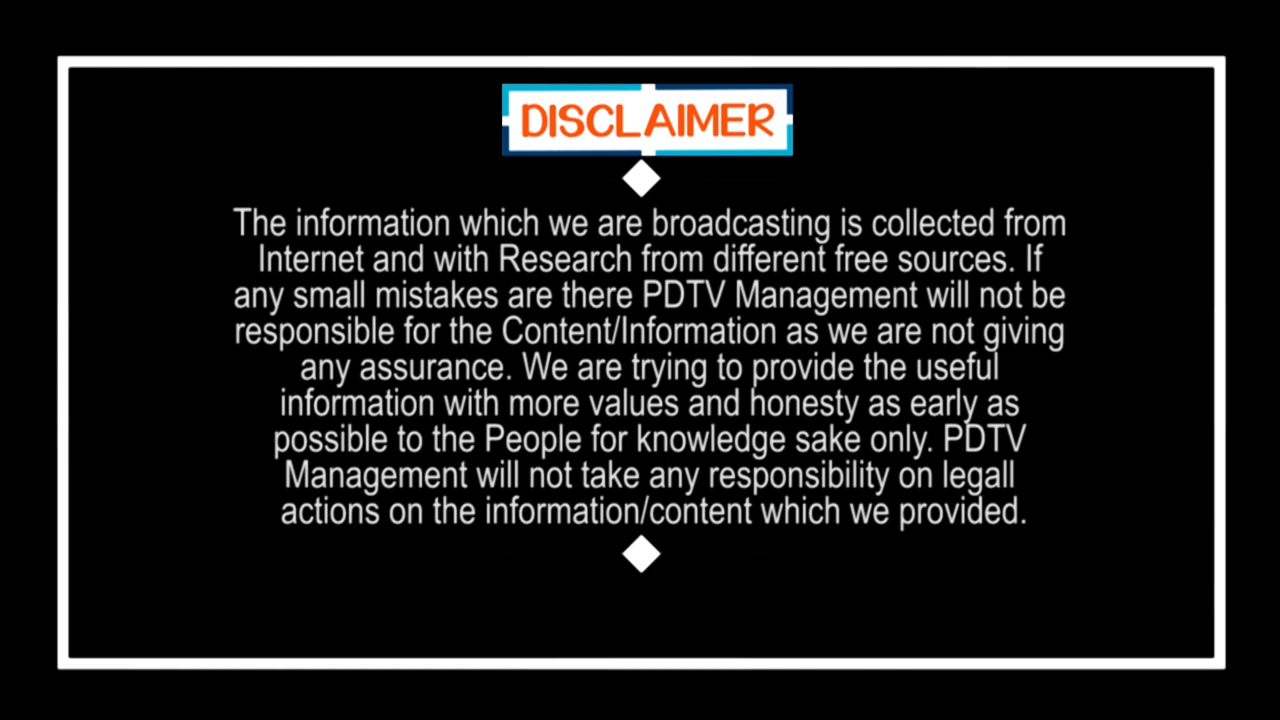 DISCLAIMER
The information which we are broadcasting is collected from
Internet and with Research from different free sources. If
any small mistakes are there PDTV Management will not be
responsible for the Content/Information as we are not giving
any assurance. We are trying to provide the useful
information with more values and honesty as early as
possible to the People for knowledge sake only. PDTV
Management will not take any responsibility on legall
actions on the information/content which we provided.